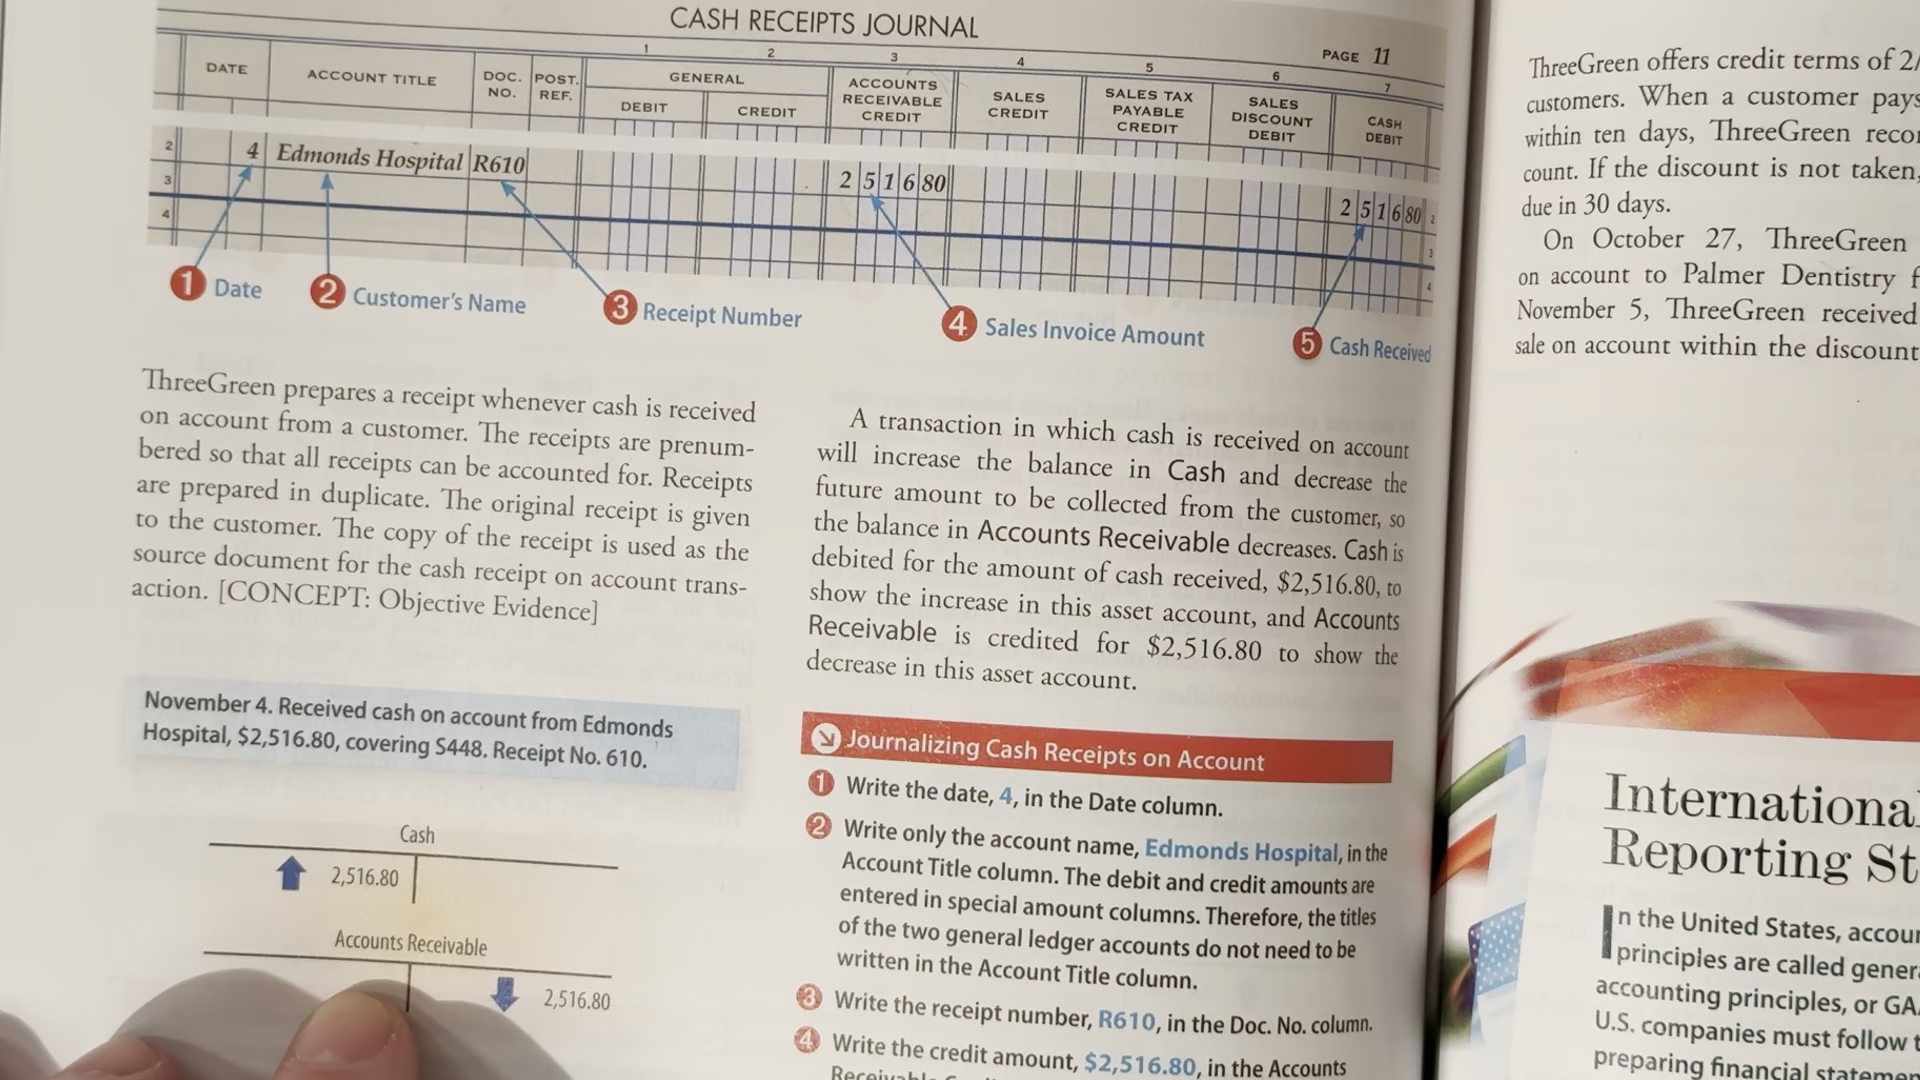 CASH RECEIPTS JOURNAL
PAGE 11
1 2 3 4 5 6 7
DATE ACCOUNT TITLE DOC. NO. POST. REF. GENERAL DEBIT CREDIT ACCOUNTS RECEIVABLE CREDIT SALES CREDIT SALES TAX PAYABLE CREDIT SALES DISCOUNT DEBIT CASH DEBIT
2 4 Edmonds Hospital R610 2 5 1 6 80 2 5 1 6 80 2
3 3
4 4
1 Date
2 Customer's Name
3 Receipt Number
4 Sales Invoice Amount
5 Cash Received
ThreeGreen prepares a receipt whenever cash is received
on account from a customer. The receipts are prenum-
bered so that all receipts can be accounted for. Receipts
are prepared in duplicate. The original receipt is given
to the customer. The copy of the receipt is used as the
source document for the cash receipt on account trans-
action. [CONCEPT: Objective Evidence]
November 4. Received cash on account from Edmonds
Hospital, $2,516.80, covering S448. Receipt No. 610.
Cash
2,516.80
Accounts Receivable
2,516.80
A transaction in which cash is received on account
will increase the balance in Cash and decrease the
future amount to be collected from the customer, so
the balance in Accounts Receivable decreases. Cash is
debited for the amount of cash received, $2,516.80, to
show the increase in this asset account, and Accounts
Receivable is credited for $2,516.80 to show the
decrease in this asset account.
Journalizing Cash Receipts on Account
1 Write the date, 4, in the Date column.
2 Write only the account name, Edmonds Hospital, in the
Account Title column. The debit and credit amounts are
entered in special amount columns. Therefore, the titles
of the two general ledger accounts do not need to be
written in the Account Title column.
3 Write the receipt number, R610, in the Doc. No. column.
4 Write the credit amount, $2,516.80, in the Accounts
ThreeGreen offers credit terms of 2/
customers. When a customer pays
within ten days, ThreeGreen recor
count. If the discount is not taken,
due in 30 days.
On October 27, ThreeGreen
on account to Palmer Dentistry f
November 5, ThreeGreen received
sale on account within the discount
Internationa
Reporting St
In the United States, accou
principles are called gener
accounting principles, or GA
U.S. companies must follow t
preparing financial statemen